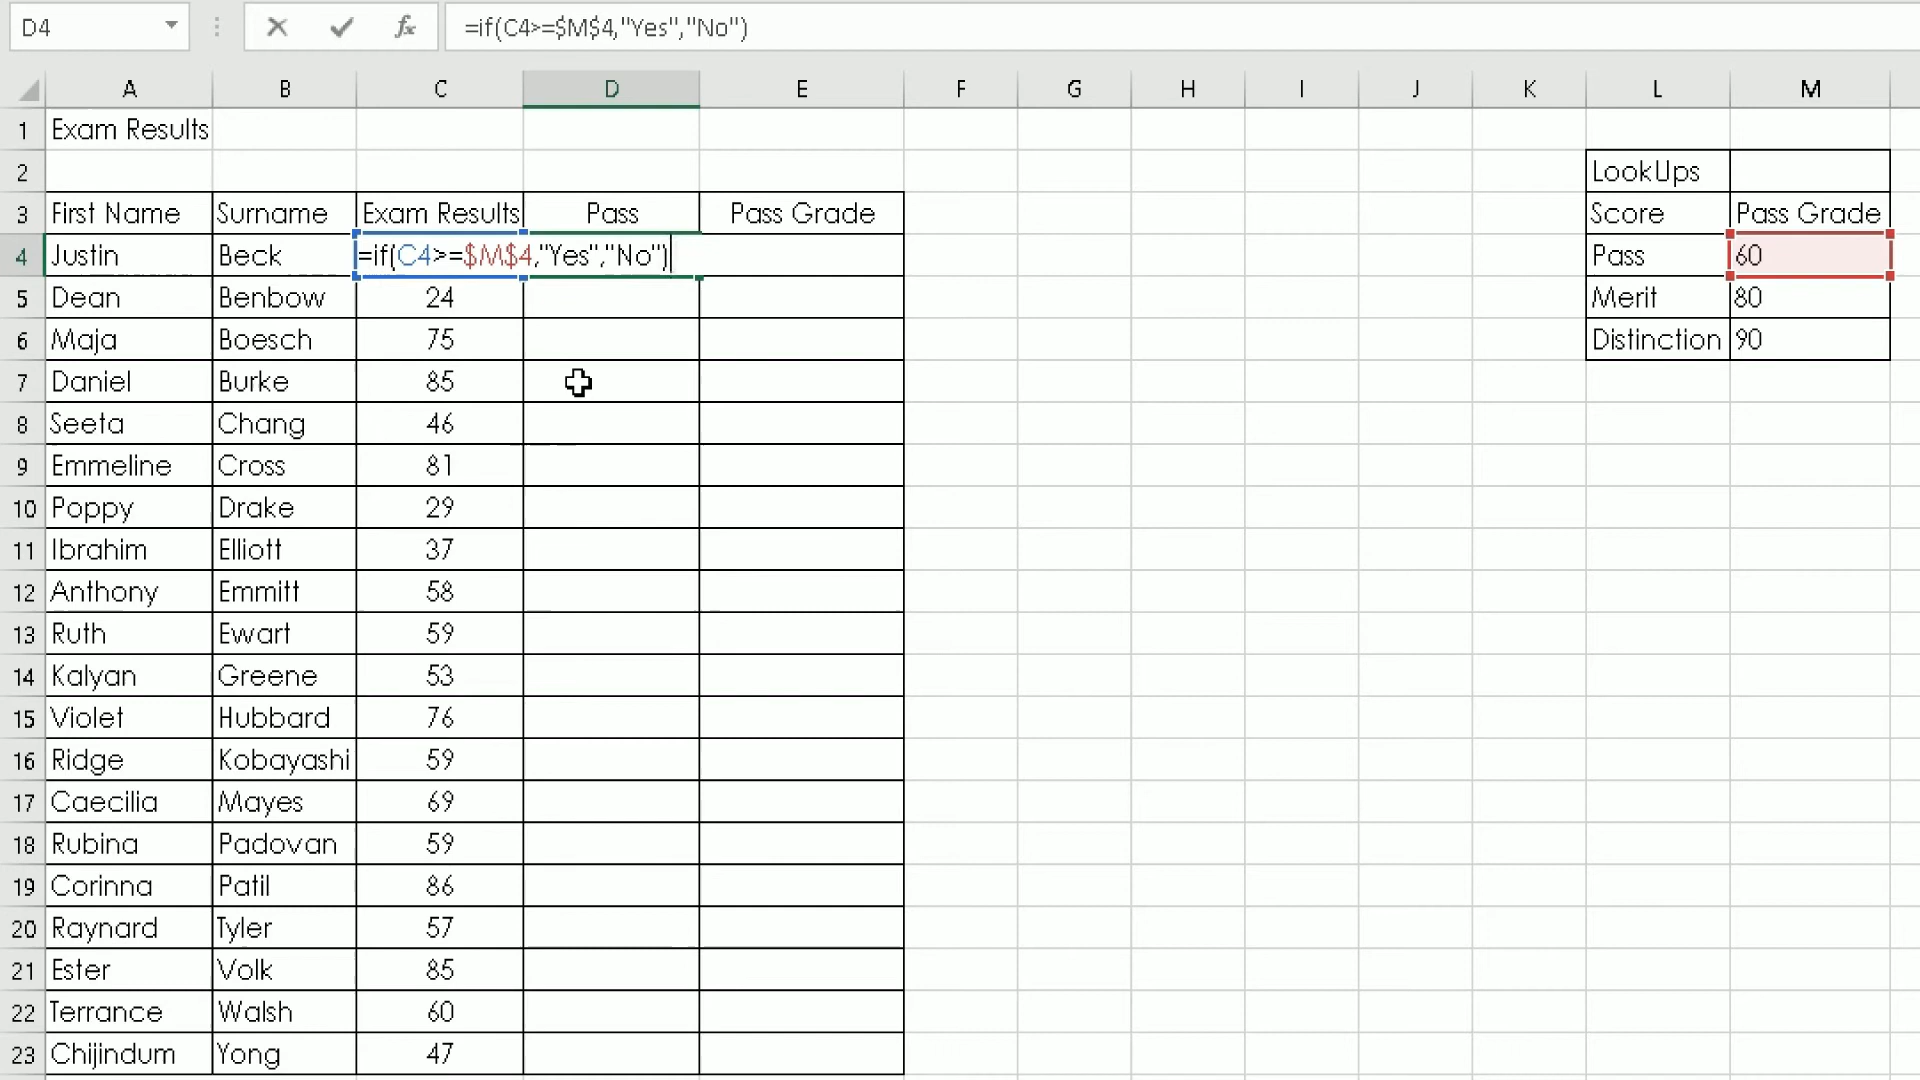 D4 fx =if(C4>=$M$4,"Yes","No")
A B C D E F G H I J K L M
1 Exam Results
2 LookUps
3 First Name Surname Exam Results Pass Pass Grade Score Pass Grade
4 Justin Beck =if(C4>=$M$4,"Yes","No") Pass 60
5 Dean Benbow 24 Merit 80
6 Maja Boesch 75 Distinction 90
7 Daniel Burke 85
8 Seeta Chang 46
9 Emmeline Cross 81
10 Poppy Drake 29
11 Ibrahim Elliott 37
12 Anthony Emmitt 58
13 Ruth Ewart 59
14 Kalyan Greene 53
15 Violet Hubbard 76
16 Ridge Kobayashi 59
17 Caecilia Mayes 69
18 Rubina Padovan 59
19 Corinna Patil 86
20 Raynard Tyler 57
21 Ester Volk 85
22 Terrance Walsh 60
23 Chijindum Yong 47